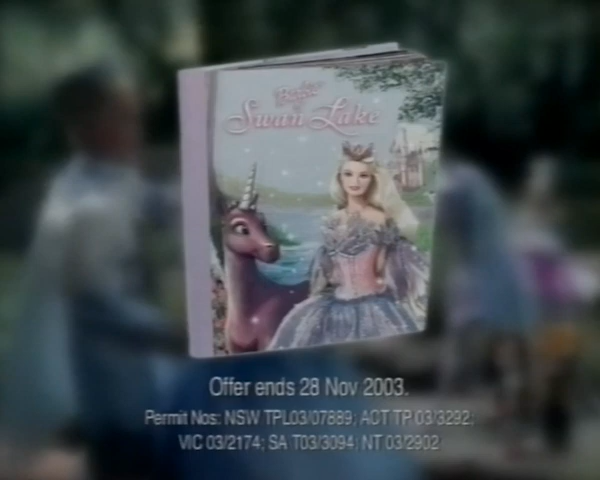 Barbie
of
Swan Lake
Offer ends 28 Nov 2003.
Permit Nos: NSW TPL03/07889; ACT TP 03/3292;
VIC 03/2174; SA T03/3094; NT 03/2902